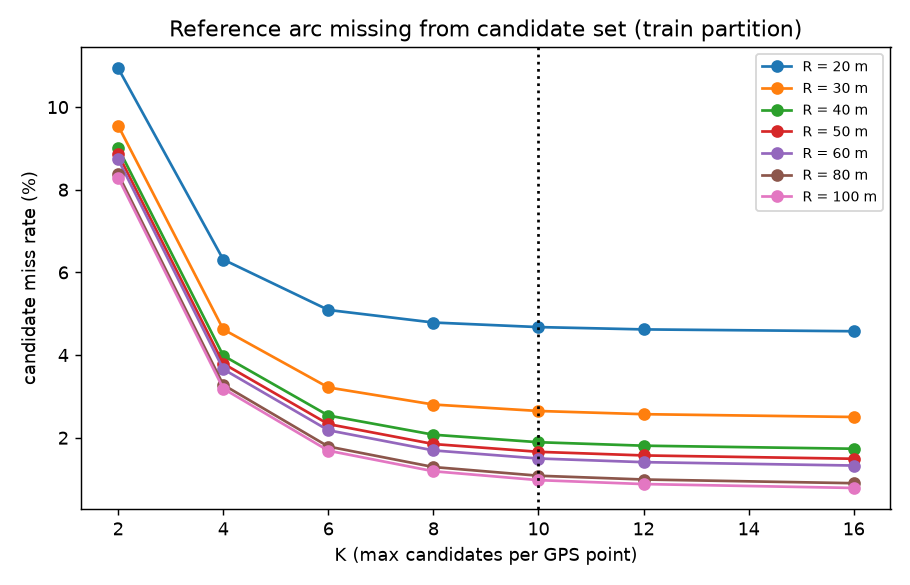 Reference arc missing from candidate set (train partition)
candidate miss rate (%)
10
8
6
4
2
R = 20 m
R = 30 m
R = 40 m
R = 50 m
R = 60 m
R = 80 m
R = 100 m
2 4 6 8 10 12 14 16
K (max candidates per GPS point)